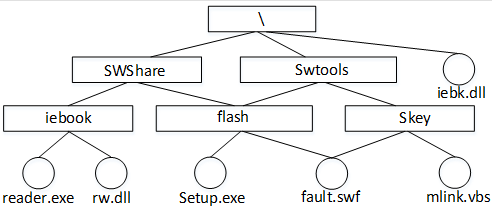 \
SWShare
Swtools
iebk.dll
iebook
flash
Skey
reader.exe
rw.dll
Setup.exe
fault.swf
mlink.vbs